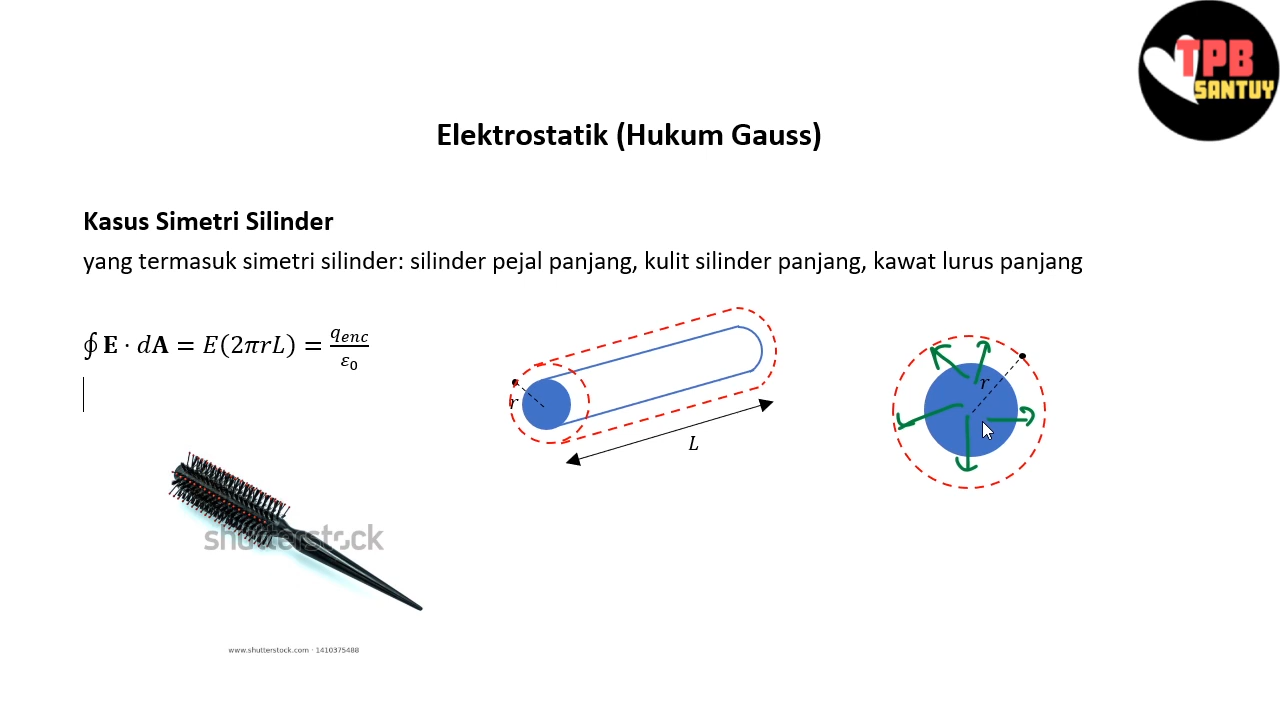 TPB
SANTUY
Elektrostatik (Hukum Gauss)
Kasus Simetri Silinder
yang termasuk simetri silinder: silinder pejal panjang, kulit silinder panjang, kawat lurus panjang
∮ 𝐄 · d𝐀 = E(2πrL) = q_enc / ε_0
r
L
r
shutterstock
www.shutterstock.com · 1410375488